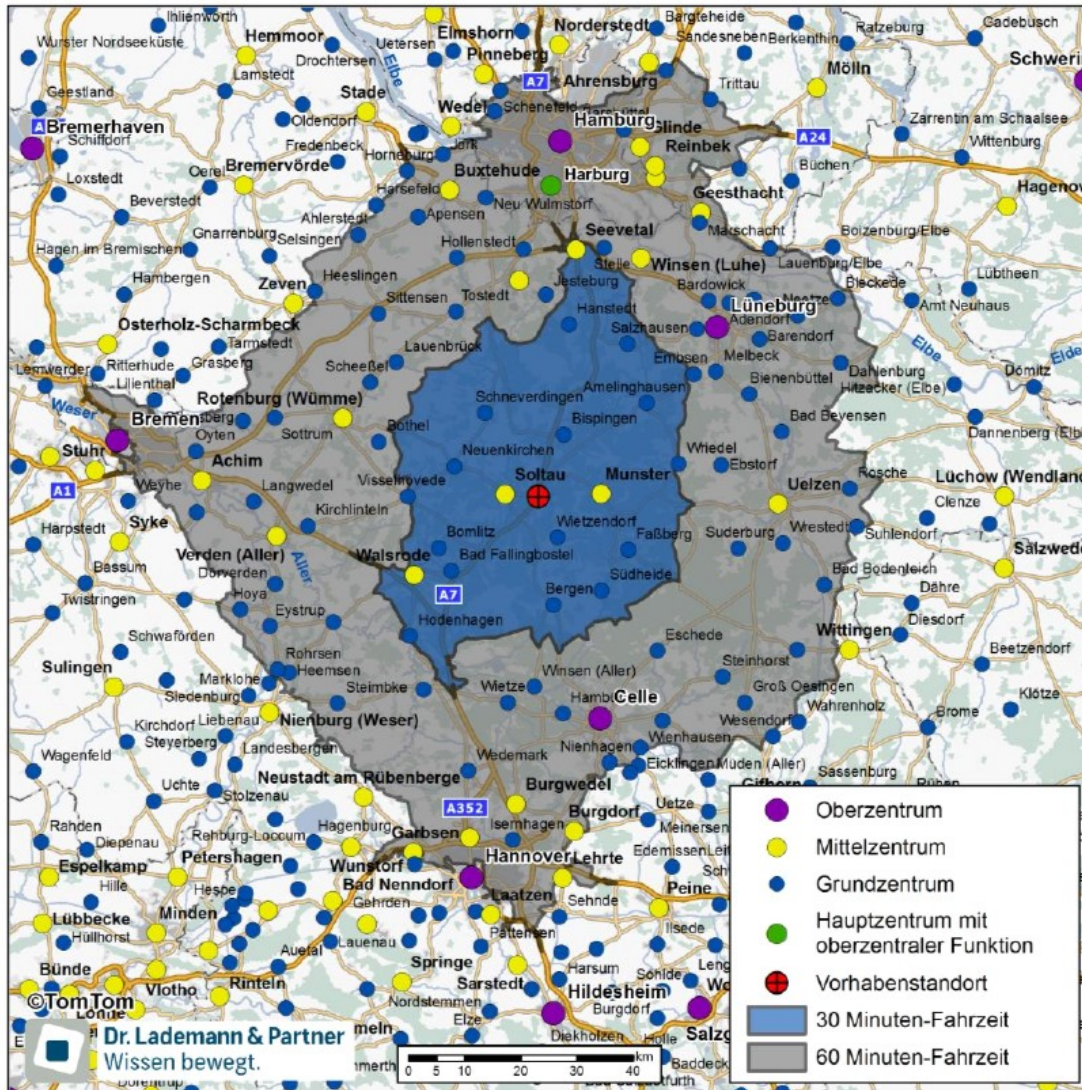 Ihlienworth
Elmshorn
Norderstedt
Bargteheide
Ratzeburg
Gadebusch
Wurster Nordseeküste
Hemmoor
Drochtersen
Uetersen
Pinneberg
Sandesneben
Berkenthin
Lamstedt
Elbe
A7
Ahrensburg
Mölln
Geestland
Stade
Wedel
Schenefeld
Trittau
Bremerhaven
Schiffdorf
Oldendorf
Hamburg
Glinde
A24
Zarrentin am Schaalsee
Wittenburg
Fredenbeck
Horneburg
Jork
Reinbek
Büchen
Loxstedt
Oerel
Bremervörde
Buxtehude
Harburg
Beverstedt
Harsefeld
Neu Wulmstorf
Geesthacht
Ahlerstedt
Apensen
Marschacht
Boizenburg/Elbe
Hagen im Bremischen
Gnarrenburg
Selsingen
Hollenstedt
Seevetal
Stelle
Winsen (Luhe)
Lauenburg/Elbe
Hambergen
Heeslingen
Jesteburg
Bardowick
Bleckede
Lübtheen
Zeven
Sittensen
Tostedt
Hanstedt
Lüneburg
Amt Neuhaus
Osterholz-Scharmbeck
Tarmstedt
Salzhausen
Adendorf
Barendorf
Ritterhude
Grasberg
Lauenbrück
Embsen
Melbeck
Elbe
Lemwerder
Lilienthal
Scheeßel
Amelinghausen
Bienenbüttel
Dahlenburg
Hitzacker (Elbe)
Dömitz
Weser
Rotenburg (Wümme)
Schneverdingen
Bispingen
Bad Bevensen
Bremen
Oyten
Sottrum
Bothel
Dannenberg (Elbe
Stuhr
Achim
Neuenkirchen
Wriedel
Ebstorf
Rosche
A1
Weyhe
Langwedel
Visselhövede
Soltau
Munster
Uelzen
Lüchow (Wendland
Clenze
Harpstedt
Syke
Kirchlinteln
Bomlitz
Wietzendorf
Faßberg
Suderburg
Wrestedt
Suhlendorf
Verden (Aller)
Walsrode
Bad Fallingbostel
Bassum
Dörverden
Aller
Südheide
Bad Bodenteich
Twistringen
Hoya
A7
Bergen
Dähre
Diesdorf
Eystrup
Hodenhagen
Schwaförden
Eschede
Wittingen
Sulingen
Rohrsen
Heemsen
Winsen (Aller)
Steinhorst
Beetzendorf
Marklohe
Siedenburg
Steimbke
Wietze
Celle
Groß Oesingen
Klötze
Kirchdorf
Liebenau
Nienburg (Weser)
Wesendorf
Wahrenholz
Brome
Steyerberg
Wagenfeld
Landesbergen
Wedemark
Nienhagen
Wienhausen
Uchte
Neustadt am Rübenberge
Eicklingen
Müden (Aller)
Stolzenau
Burgwedel
Sassenburg
Rahden
A352
Hagenburg
Burgdorf
Uetze
Diepenau
Rehburg-Loccum
Garbsen
Isernhagen
Meinersen
Espelkamp
Petershagen
Wunstorf
Hannover
Lehrte
Hille
Bad Nenndorf
Peine
Laatzen
Gehrden
Sehnde
Lübbecke
Minden
Pattensen
Hüllhorst
Auetal
Lauenau
Ilsede
Bünde
Springe
Harsum
Sarstedt
Vlotho
Rinteln
Nordstemmen
Hildesheim
Elze
Burgdorf
Holle
Diekholzen
©TomTom
Dr. Lademann & Partner
Wissen bewegt.
km
0 5 10 20 30 40
Oberzentrum
Mittelzentrum
Grundzentrum
Hauptzentrum mit
oberzentraler Funktion
Vorhabenstandort
30 Minuten-Fahrzeit
60 Minuten-Fahrzeit